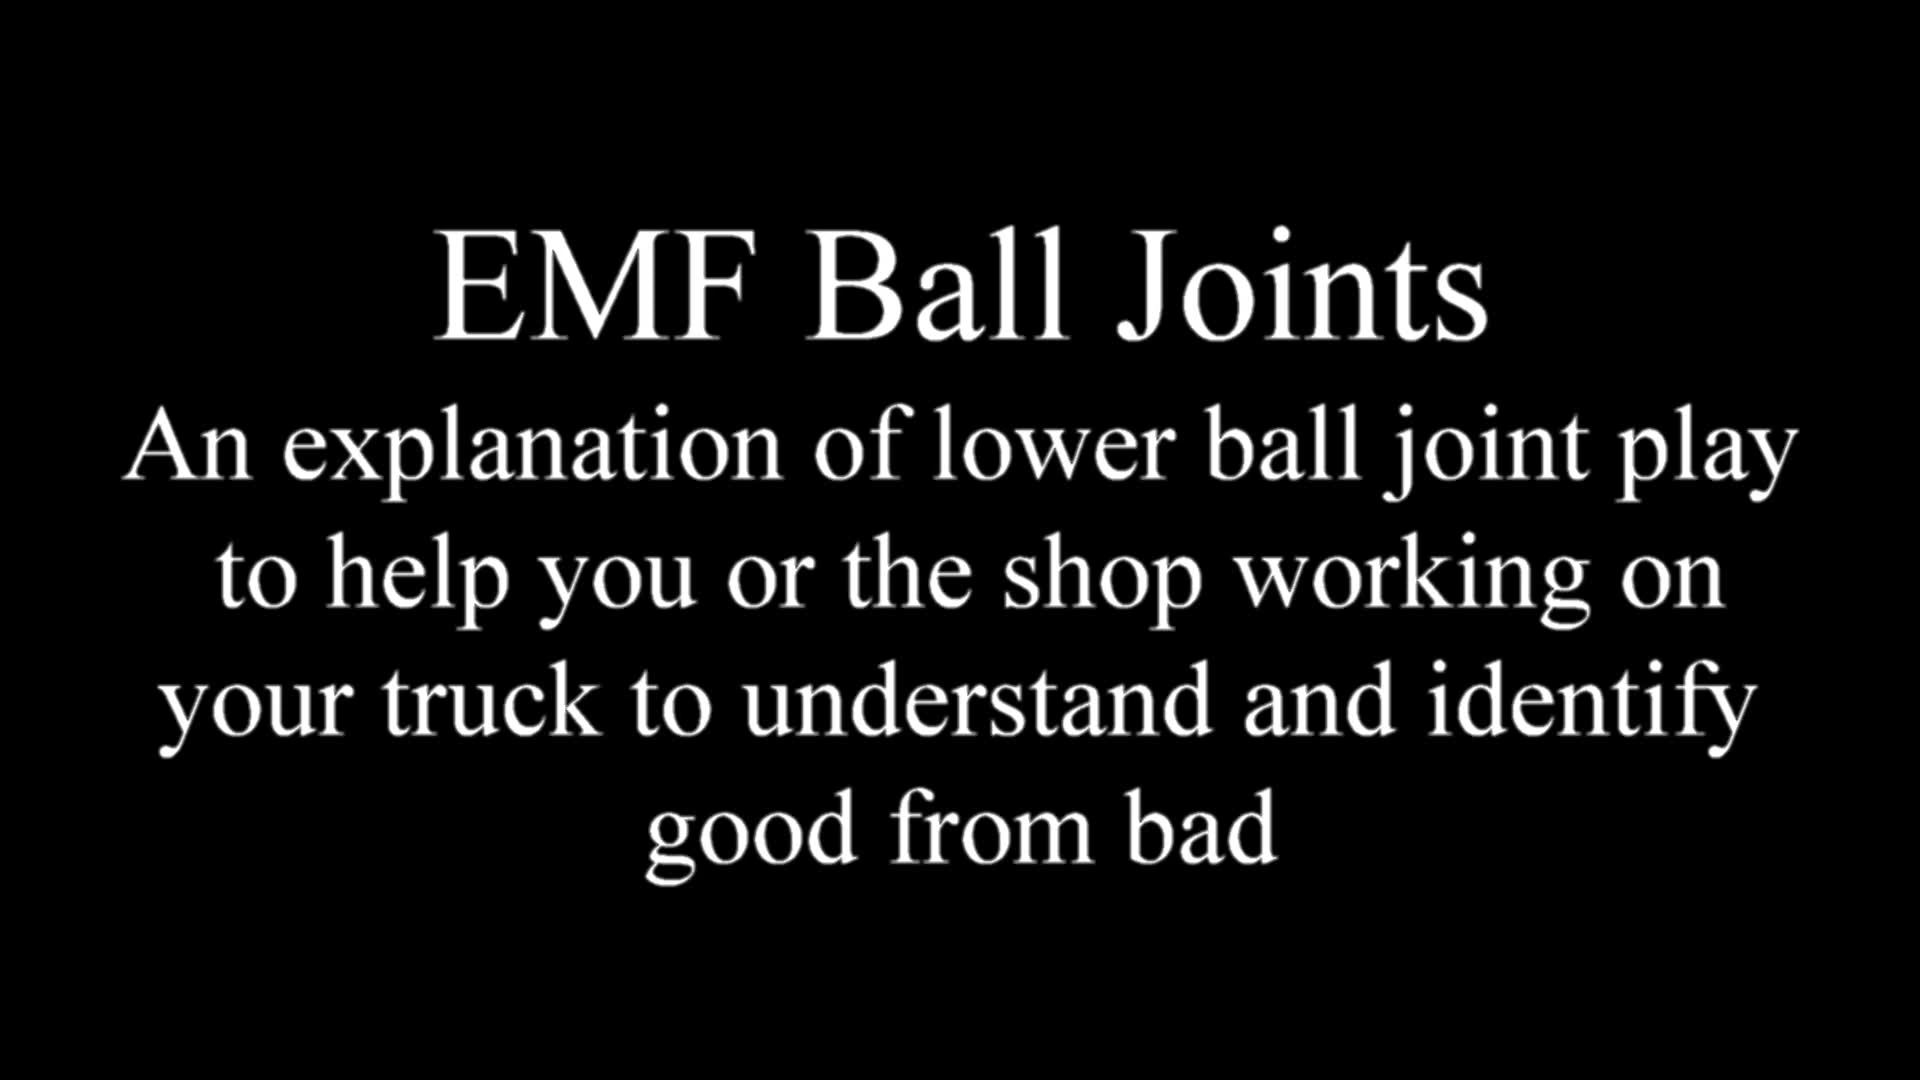 EMF Ball Joints
An explanation of lower ball joint play
to help you or the shop working on
your truck to understand and identify
good from bad